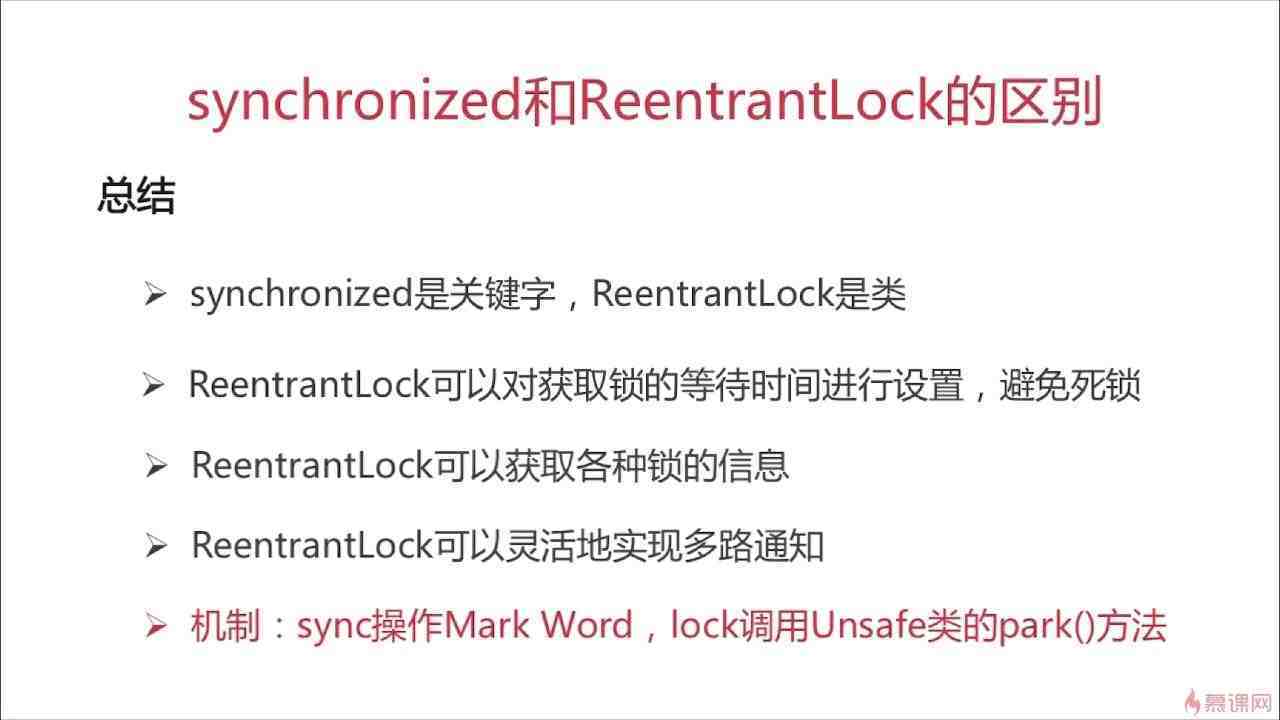 synchronized和ReentrantLock的区别
总结
synchronized是关键字，ReentrantLock是类
ReentrantLock可以对获取锁的等待时间进行设置，避免死锁
ReentrantLock可以获取各种锁的信息
ReentrantLock可以灵活地实现多路通知
机制：sync操作Mark Word，lock调用Unsafe类的park()方法
慕课网